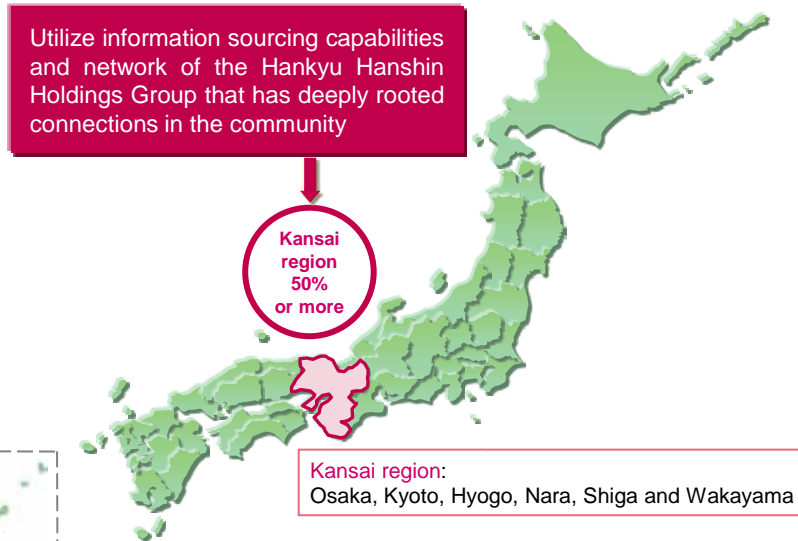 Utilize information sourcing capabilities
and network of the Hankyu Hanshin
Holdings Group that has deeply rooted
connections in the community
Kansai
region
50%
or more
Kansai region:
Osaka, Kyoto, Hyogo, Nara, Shiga and Wakayama